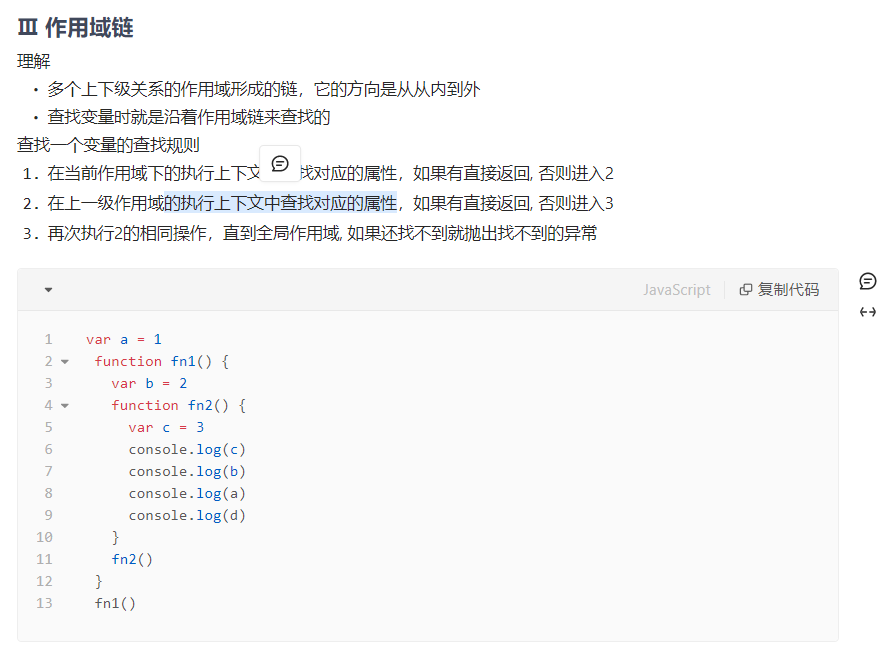 III 作用域链
理解
• 多个上下级关系的作用域形成的链，它的方向是从从内到外
• 查找变量时就是沿着作用域链来查找的
查找一个变量的查找规则
1. 在当前作用域下的执行上下文 找对应的属性，如果有直接返回, 否则进入2
2. 在上一级作用域的执行上下文中查找对应的属性，如果有直接返回, 否则进入3
3. 再次执行2的相同操作，直到全局作用域, 如果还找不到就抛出找不到的异常
JavaScript 复制代码
1 var a = 1
2 function fn1() {
3 var b = 2
4 function fn2() {
5 var c = 3
6 console.log(c)
7 console.log(b)
8 console.log(a)
9 console.log(d)
10 }
11 fn2()
12 }
13 fn1()